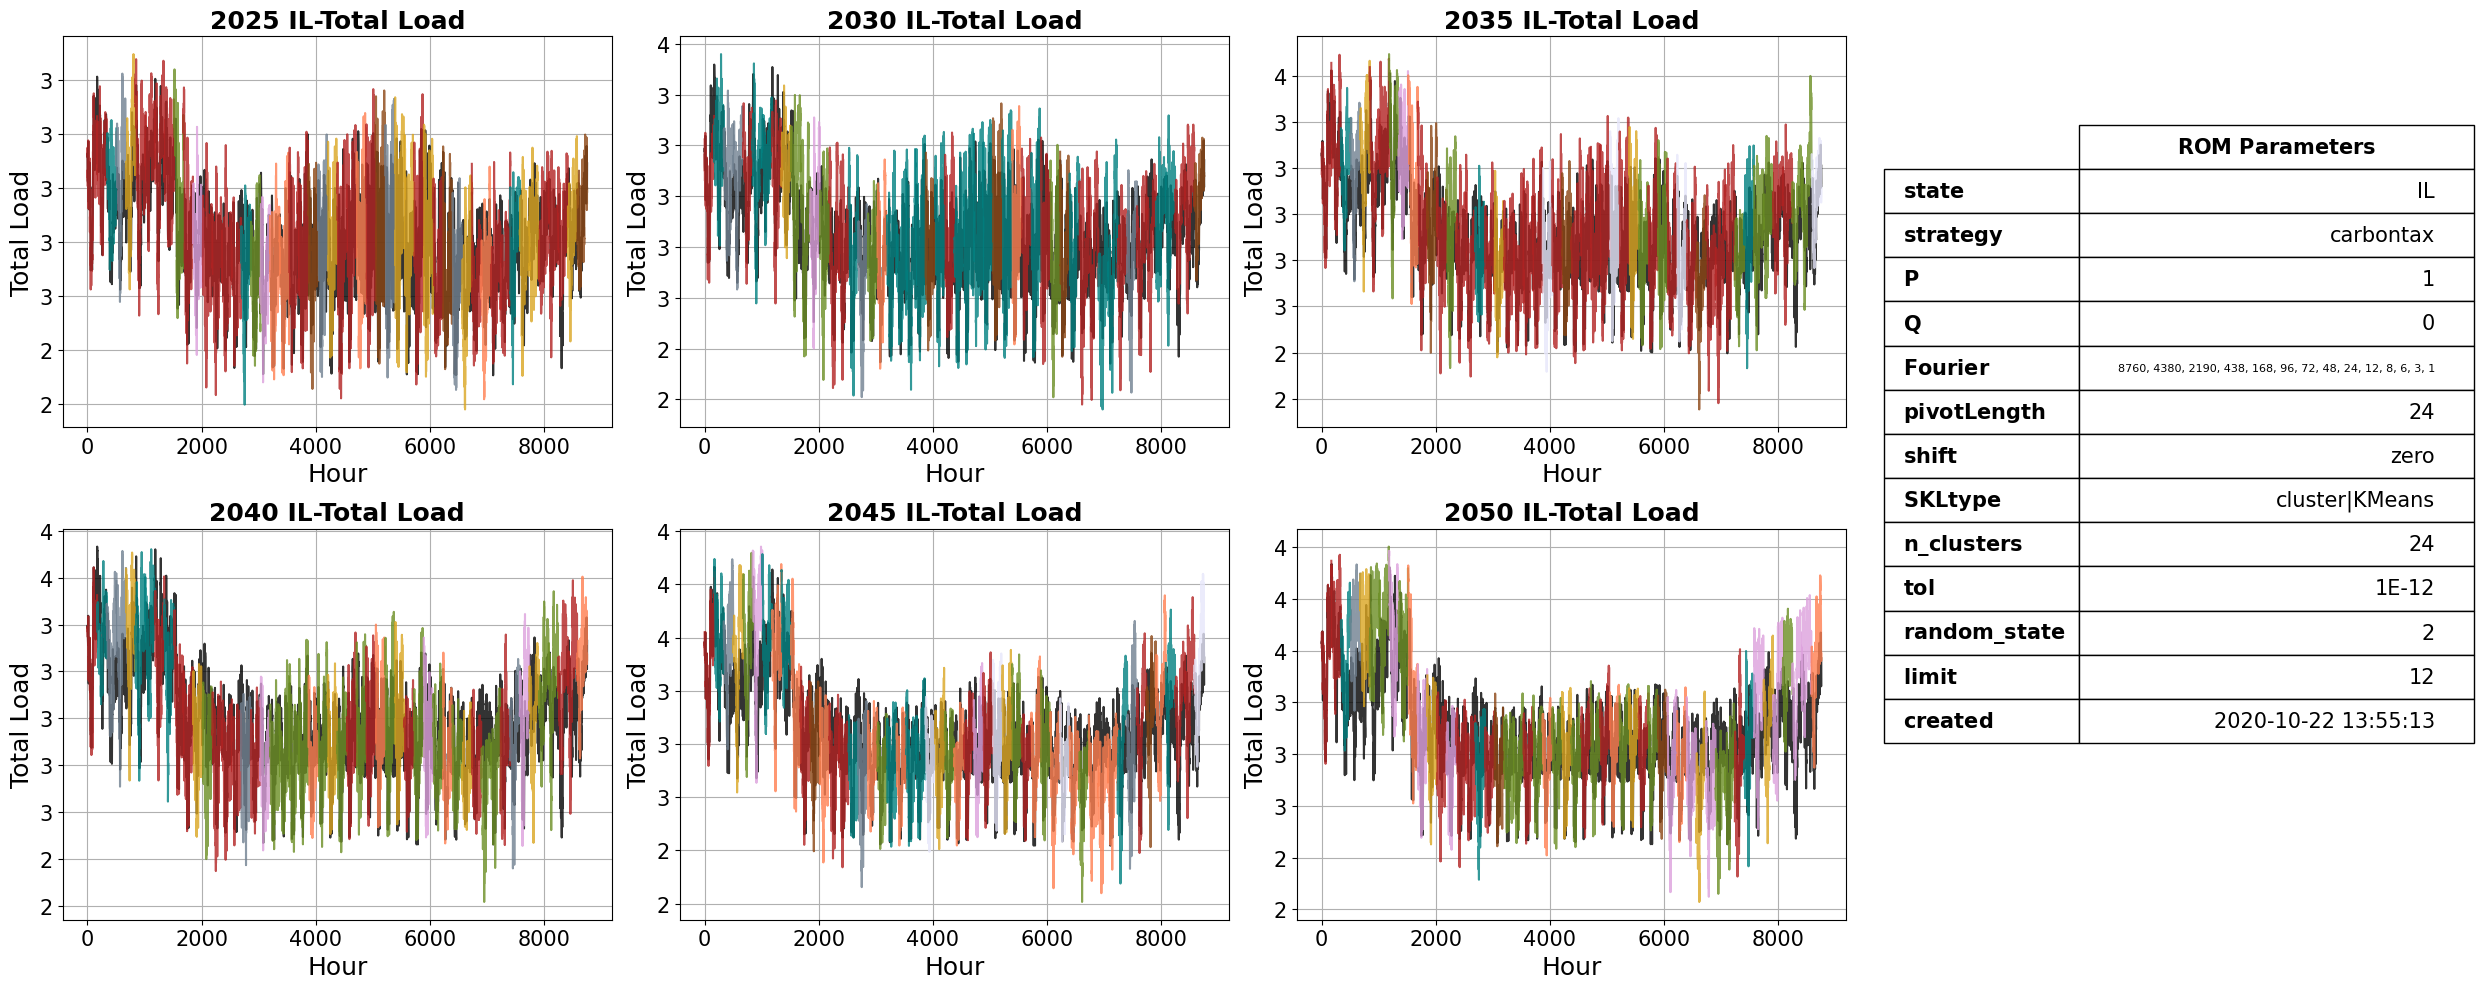 2025 IL-Total Load
3
3
3
3
3
2
2
Total Load
0 2000 4000 6000 8000
Hour
2030 IL-Total Load
4
3
3
3
3
3
2
2
Total Load
0 2000 4000 6000 8000
Hour
2035 IL-Total Load
4
3
3
3
3
3
2
2
Total Load
0 2000 4000 6000 8000
Hour
2040 IL-Total Load
4
4
3
3
3
3
3
2
2
Total Load
0 2000 4000 6000 8000
Hour
2045 IL-Total Load
4
4
4
3
3
3
2
2
Total Load
0 2000 4000 6000 8000
Hour
2050 IL-Total Load
4
4
4
3
3
3
2
2
Total Load
0 2000 4000 6000 8000
Hour
ROM Parameters
state IL
strategy carbontax
P 1
Q 0
Fourier 8760, 4380, 2190, 438, 168, 96, 72, 48, 24, 12, 8, 6, 3, 1
pivotLength 24
shift zero
SKLtype cluster|KMeans
n_clusters 24
tol 1E-12
random_state 2
limit 12
created 2020-10-22 13:55:13